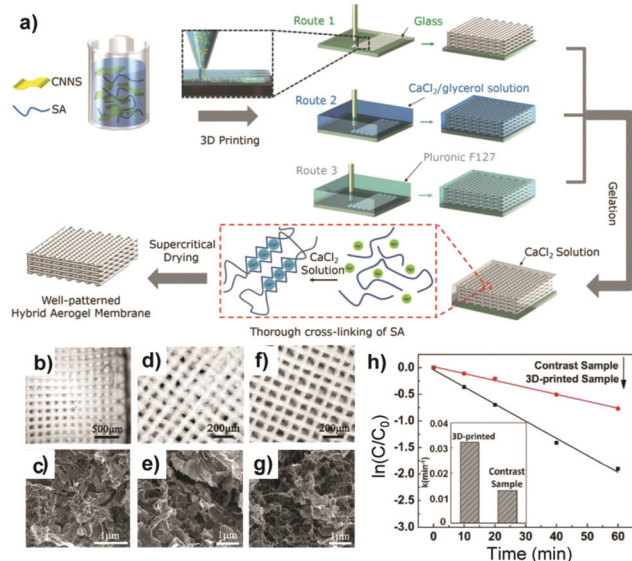 a)
CNNS
SA
3D Printing
Route 1
Glass
Route 2
CaCl₂/glycerol solution
Route 3
Pluronic F127
Gelation
CaCl₂ Solution
CaCl₂
Solution
Thorough cross-linking of SA
Supercritical
Drying
Well-patterned
Hybrid Aerogel Membrane
b)
500μm
d)
200μm
f)
200μm
c)
1μm
e)
1μm
g)
1μm
h)
Contrast Sample
3D-printed Sample
ln(C/C₀)
0.0
-0.5
-1.0
-1.5
-2.0
-2.5
-3.0
k(min⁻¹)
0.04
0.03
0.02
0.01
0.00
3D-printed
Contrast
Sample
0 10 20 30 40 50 60
Time (min)